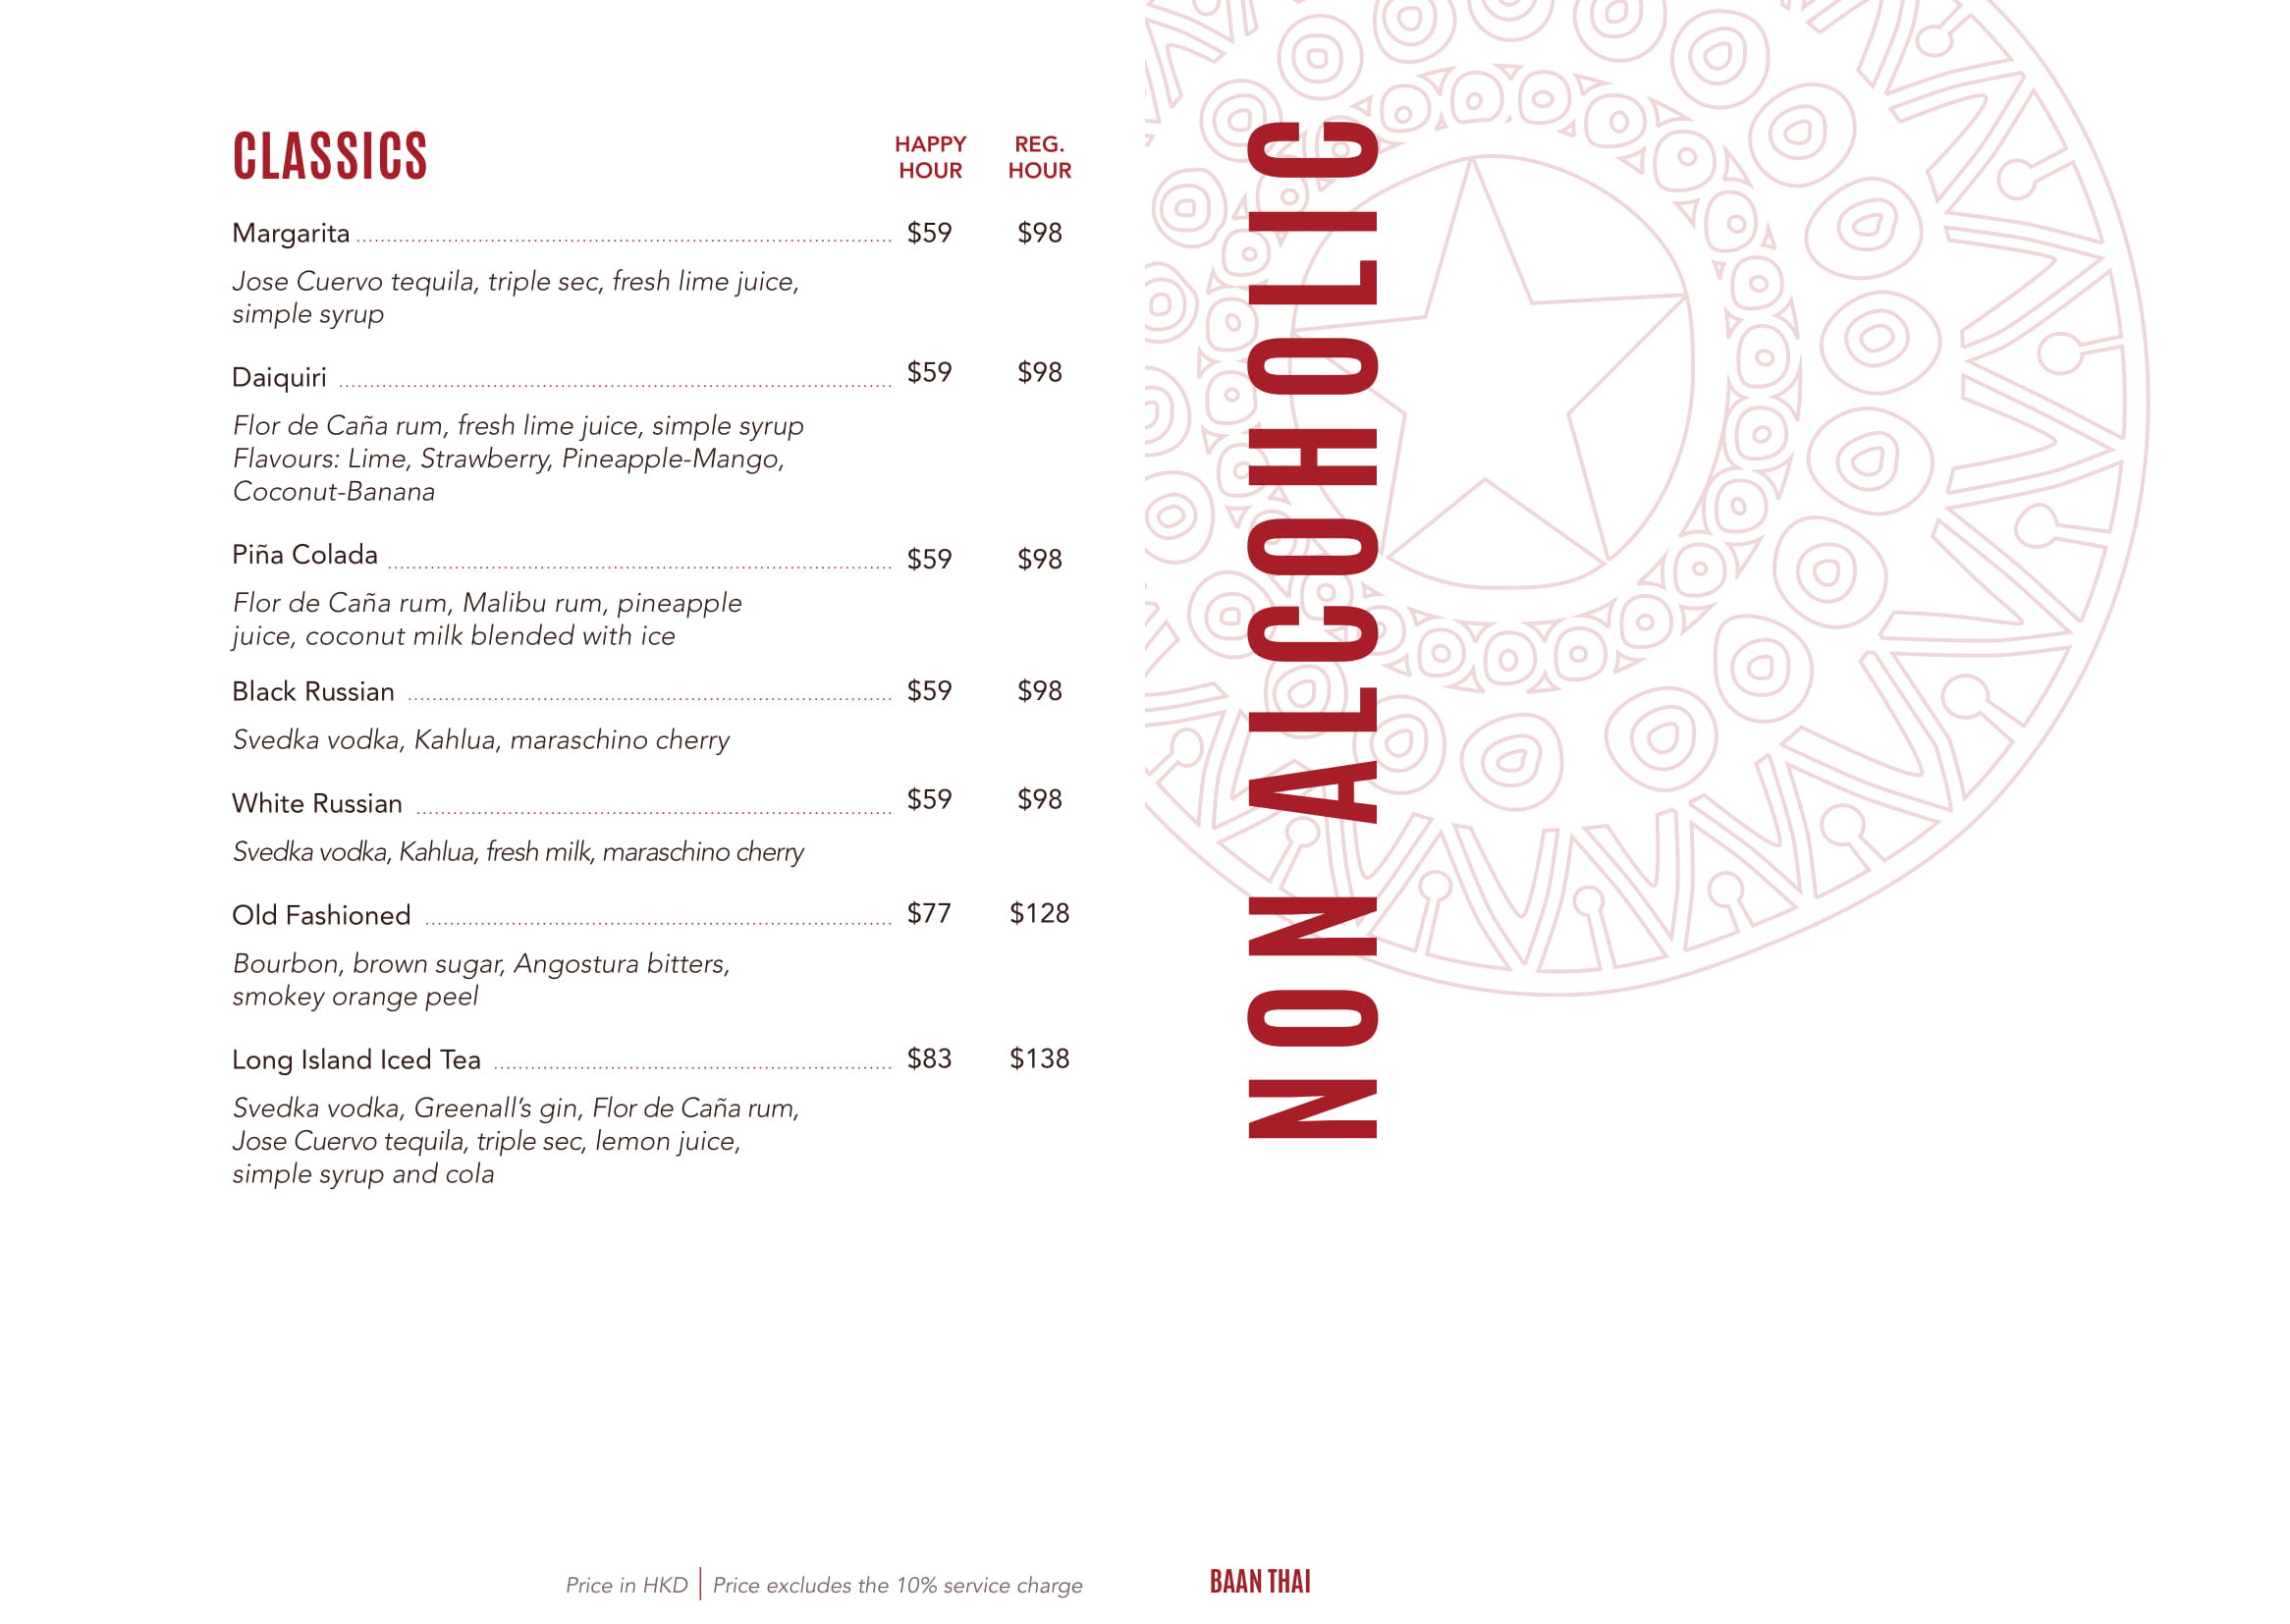 CLASSICS
HAPPY HOUR
REG. HOUR
Margarita $59 $98
Jose Cuervo tequila, triple sec, fresh lime juice,
simple syrup
Daiquiri $59 $98
Flor de Caña rum, fresh lime juice, simple syrup
Flavours: Lime, Strawberry, Pineapple-Mango,
Coconut-Banana
Piña Colada $59 $98
Flor de Caña rum, Malibu rum, pineapple
juice, coconut milk blended with ice
Black Russian $59 $98
Svedka vodka, Kahlua, maraschino cherry
White Russian $59 $98
Svedka vodka, Kahlua, fresh milk, maraschino cherry
Old Fashioned $77 $128
Bourbon, brown sugar, Angostura bitters,
smokey orange peel
Long Island Iced Tea $83 $138
Svedka vodka, Greenall’s gin, Flor de Caña rum,
Jose Cuervo tequila, triple sec, lemon juice,
simple syrup and cola
Price in HKD | Price excludes the 10% service charge
NON ALCOHOLIC
BAAN THAI